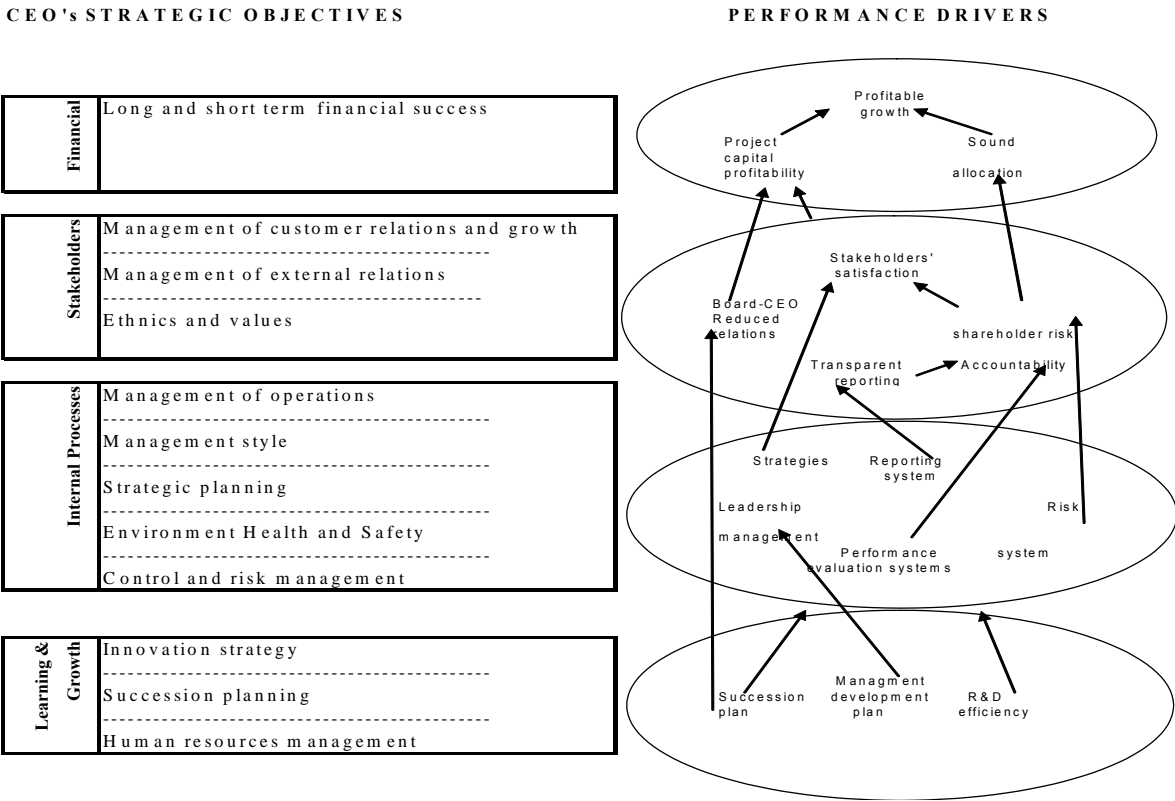 CEO's STRATEGIC OBJECTIVES
PERFORMANCE DRIVERS
Financial
Long and short term financial success
Stakeholders
Management of customer relations and growth
Management of external relations
Ethnics and values
Internal Processes
Management of operations
Management style
Strategic planning
Environment Health and Safety
Control and risk management
Learning &
Growth
Innovation strategy
Succession planning
Human resources management
Profitable
growth
Project
capital
profitability
Sound
allocation
Stakeholders'
satisfaction
Board-CEO
Reduced
relations
shareholder risk
Transparent
reporting
Accountability
Strategies
Reporting
system
Leadership
management
Risk
Performance
evaluation systems
system
Succession
plan
Managment
development
plan
R&D
efficiency